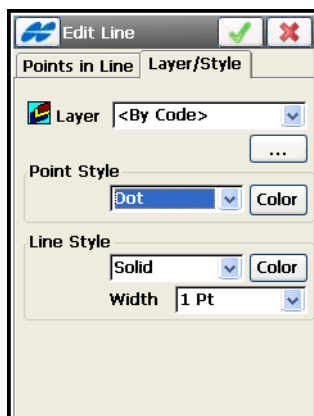 Edit Line
Points in Line Layer/Style
Layer <By Code>
...
Point Style
Dot Color
Line Style
Solid Color
Width 1 Pt